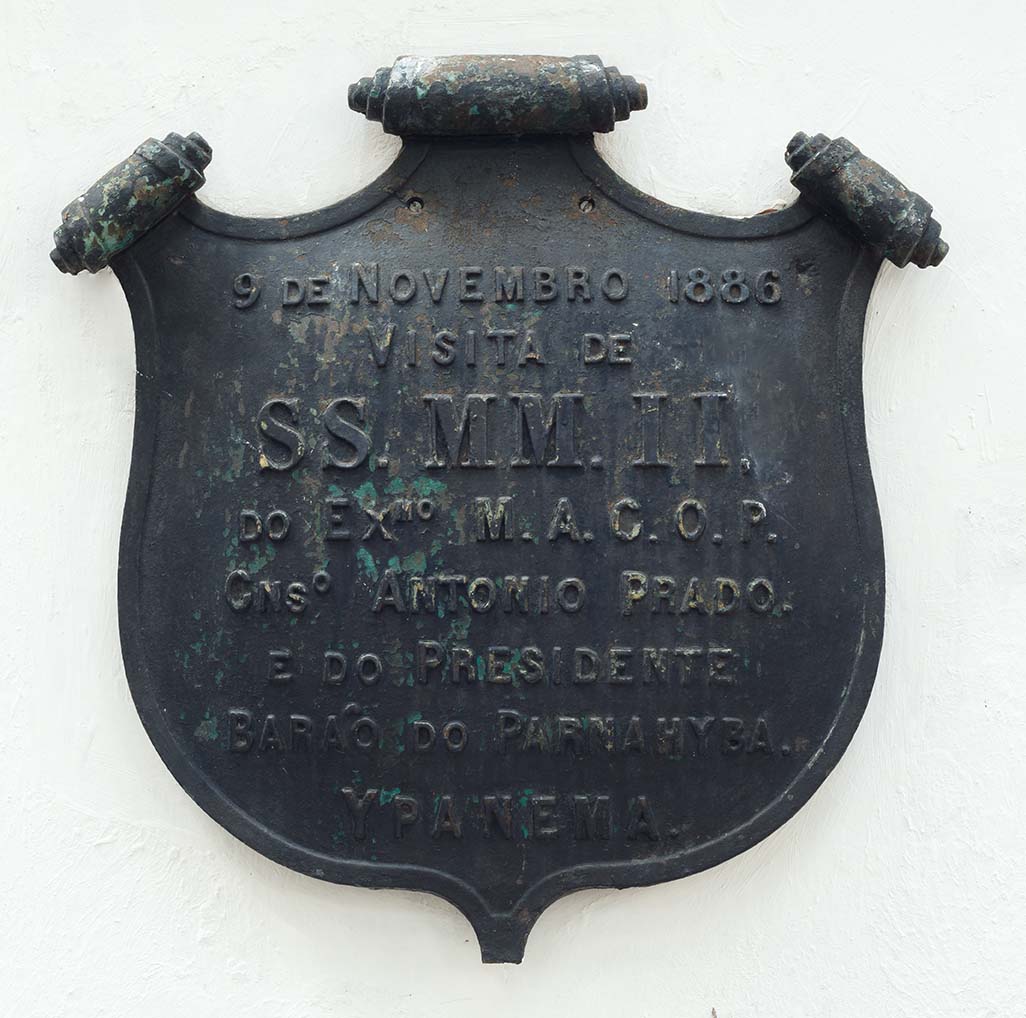 9 DE NOVEMBRO 1886
VISITA DE
SS. MM. II.
DO EXMO M. A. C. O. P.
CNSO ANTONIO PRADO.
E DO PRESIDENTE
BARÃO DO PARNAHYBA.
YPANEMA.